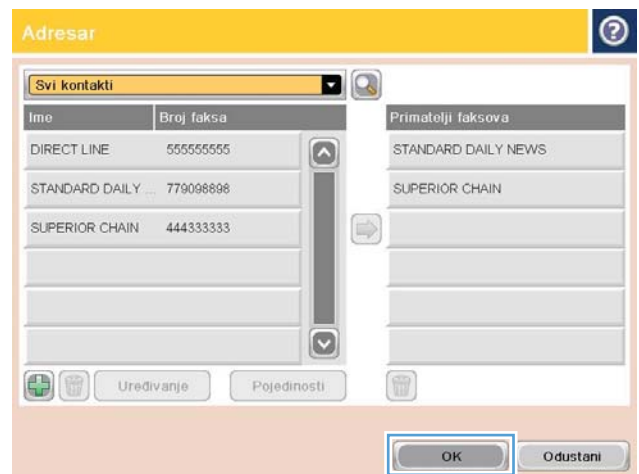 Adresar
Svi kontakti
Ime Broj faksa
DIRECT LINE 555555555
STANDARD DAILY ... 779098898
SUPERIOR CHAIN 444333333
Primatelji faksova
STANDARD DAILY NEWS
SUPERIOR CHAIN
Uređivanje Pojedinosti
OK Odustani